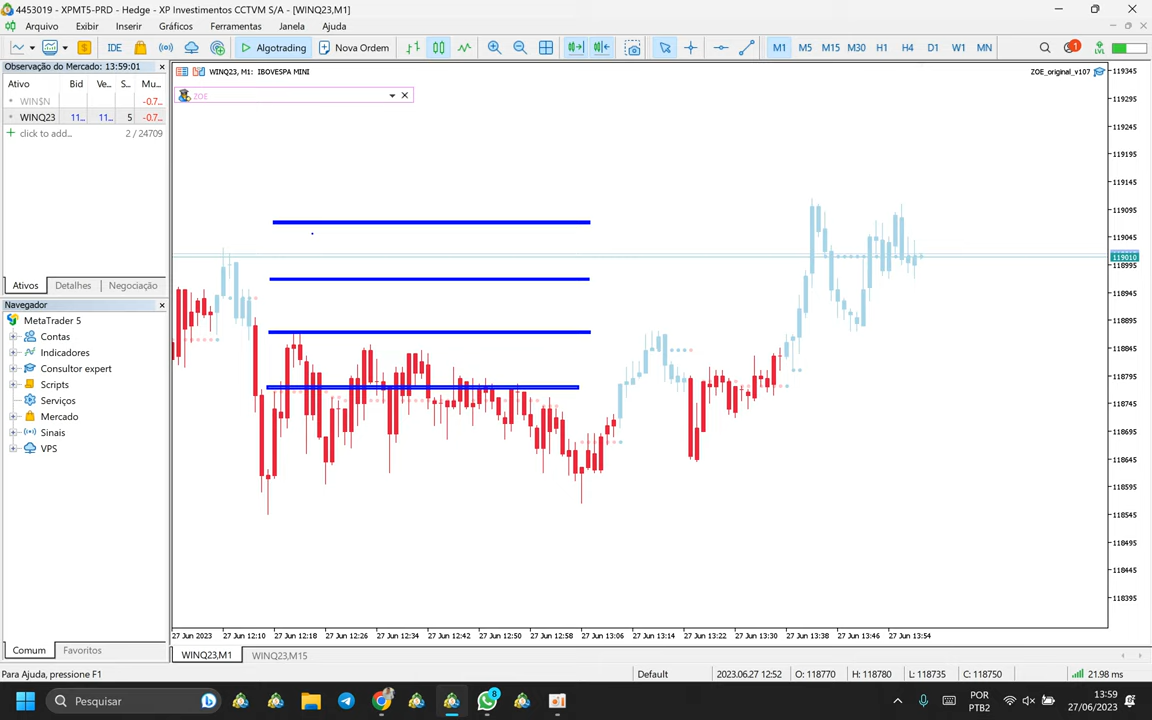 4453019 - XPMT5-PRD - Hedge - XP Investimentos CCTVM S/A - [WINQ23,M1]
Arquivo Exibir Inserir Gráficos Ferramentas Janela Ajuda
IDE Algotrading Nova Ordem M1 M5 M15 M30 H1 H4 D1 W1 MN 1 LVL
Observação do Mercado: 13:59:01
Ativo Bid Ve... S... Mu...
WIN$N -0.7...
WINQ23 11... 11... 5 -0.7...
click to add... 2 / 24709
Ativos Detalhes Negociação
Navegador
MetaTrader 5
Contas
Indicadores
Consultor experto
Scripts
Serviços
Mercado
Sinais
VPS
Comum Favoritos
WINQ23, M1: IBOVESPA MINI
ZOE_original_v107
ZOE
119345
119295
119245
119195
119145
119095
119045
119010
118995
118945
118895
118845
118795
118745
118695
118645
118595
118545
118495
118445
118395
27 Jun 2023 27 Jun 12:10 27 Jun 12:18 27 Jun 12:26 27 Jun 12:34 27 Jun 12:42 27 Jun 12:50 27 Jun 12:58 27 Jun 13:06 27 Jun 13:14 27 Jun 13:22 27 Jun 13:30 27 Jun 13:38 27 Jun 13:46 27 Jun 13:54
WINQ23,M1 WINQ23,M15
Para Ajuda, pressione F1 Default 2023.06.27 12:52 O: 118770 H: 118780 L: 118735 C: 118750 21.98 ms
Pesquisar 8 POR 13:59
PTB2 27/06/2023